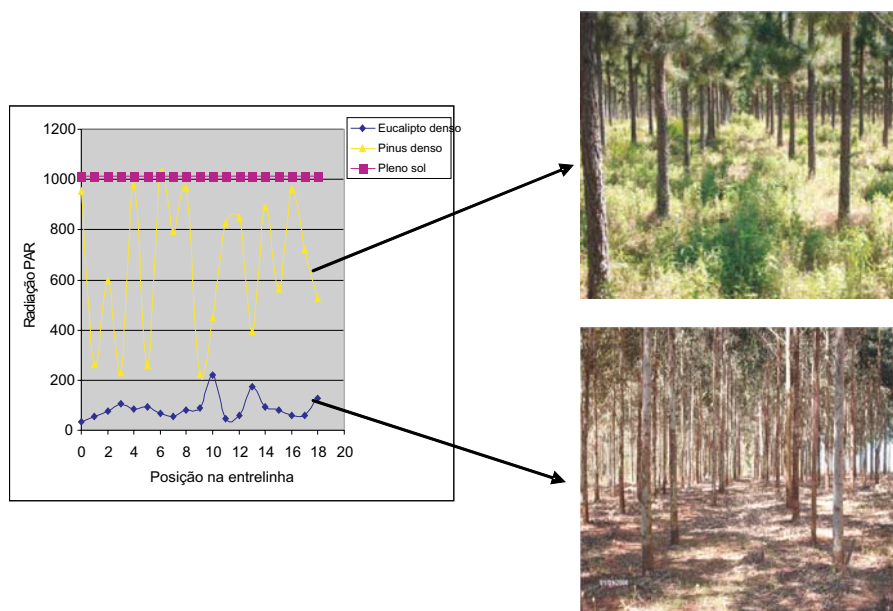 Eucalipto denso
Pinus denso
Pleno sol
1200
1000
800
600
400
200
0
Radiação PAR
0 2 4 6 8 10 12 14 16 18 20
Posição na entrelinha